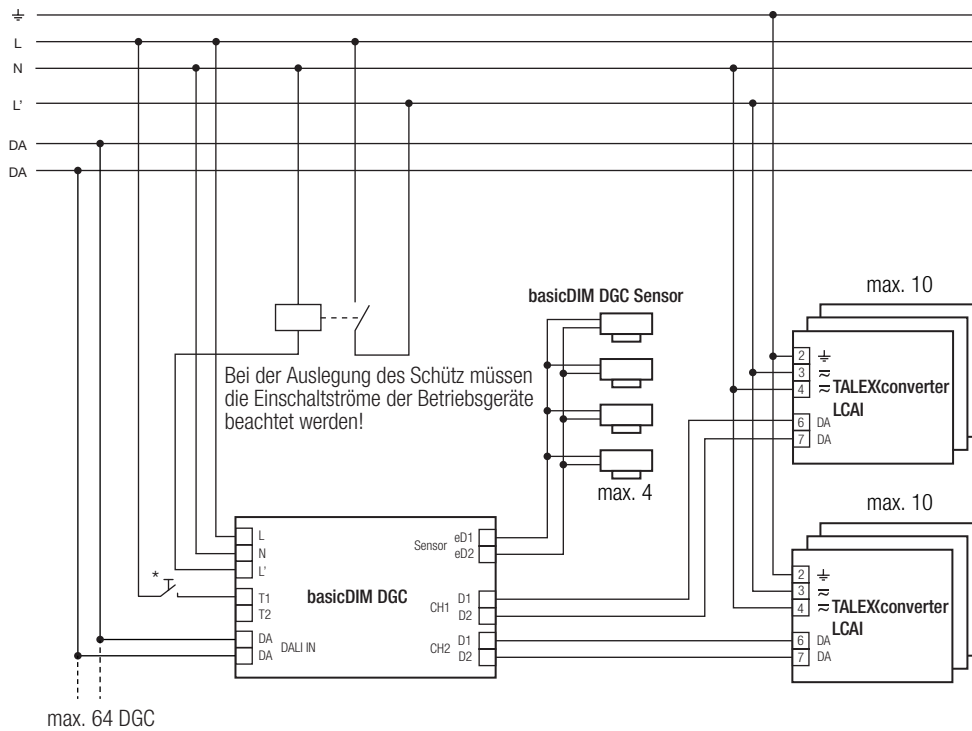 L
N
L'
DA
DA
max. 10
basicDIM DGC Sensor
2
3
4
TALEXXconverter
LCAI
6 DA
7 DA
Bei der Auslegung des Schütz müssen
die Einschaltströme der Betriebsgeräte
beachtet werden!
max. 4
max. 10
L
N
L'
*
T1
T2
DA
DA
DALI IN
basicDIM DGC
Sensor
eD1
eD2
CH1
D1
D2
CH2
D1
D2
2
3
4
TALEXXconverter
LCAI
6 DA
7 DA
max. 64 DGC